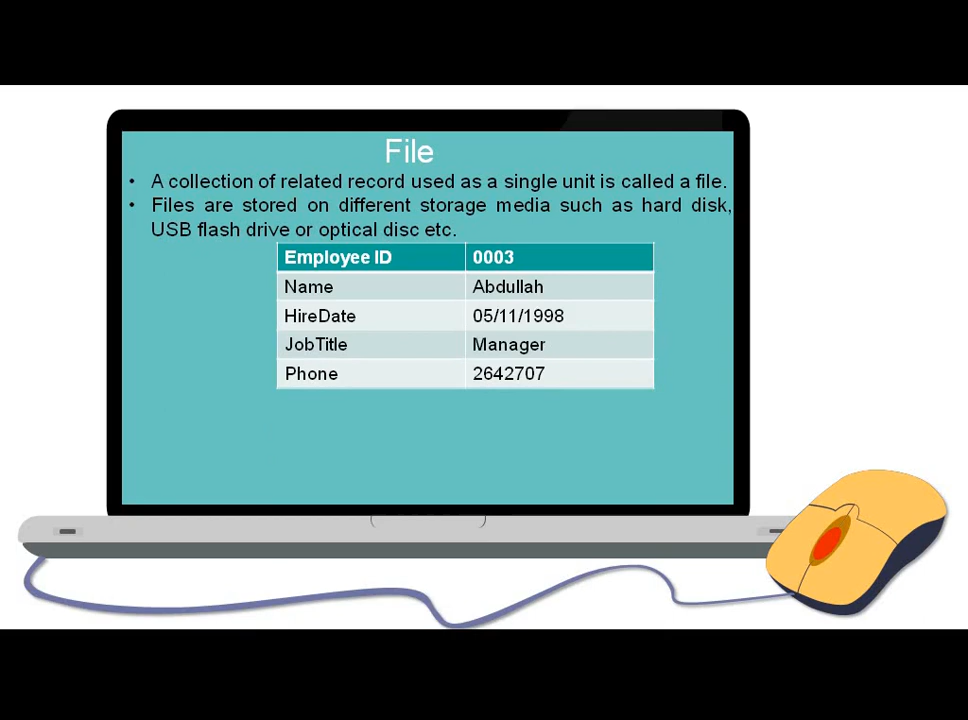 File
• A collection of related record used as a single unit is called a file.
• Files are stored on different storage media such as hard disk,
USB flash drive or optical disc etc.
Employee ID 0003
Name Abdullah
HireDate 05/11/1998
JobTitle Manager
Phone 2642707